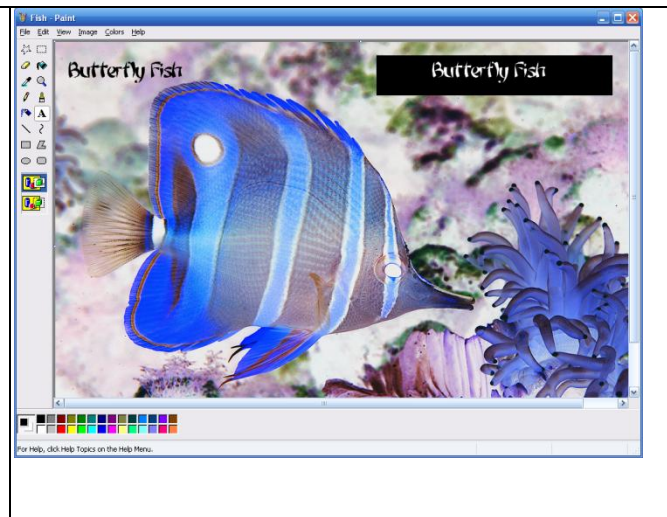 Fish - Paint
File Edit View Image Colors Help
Butterfly Fish
Butterfly Fish
For Help, click Help Topics on the Help Menu.